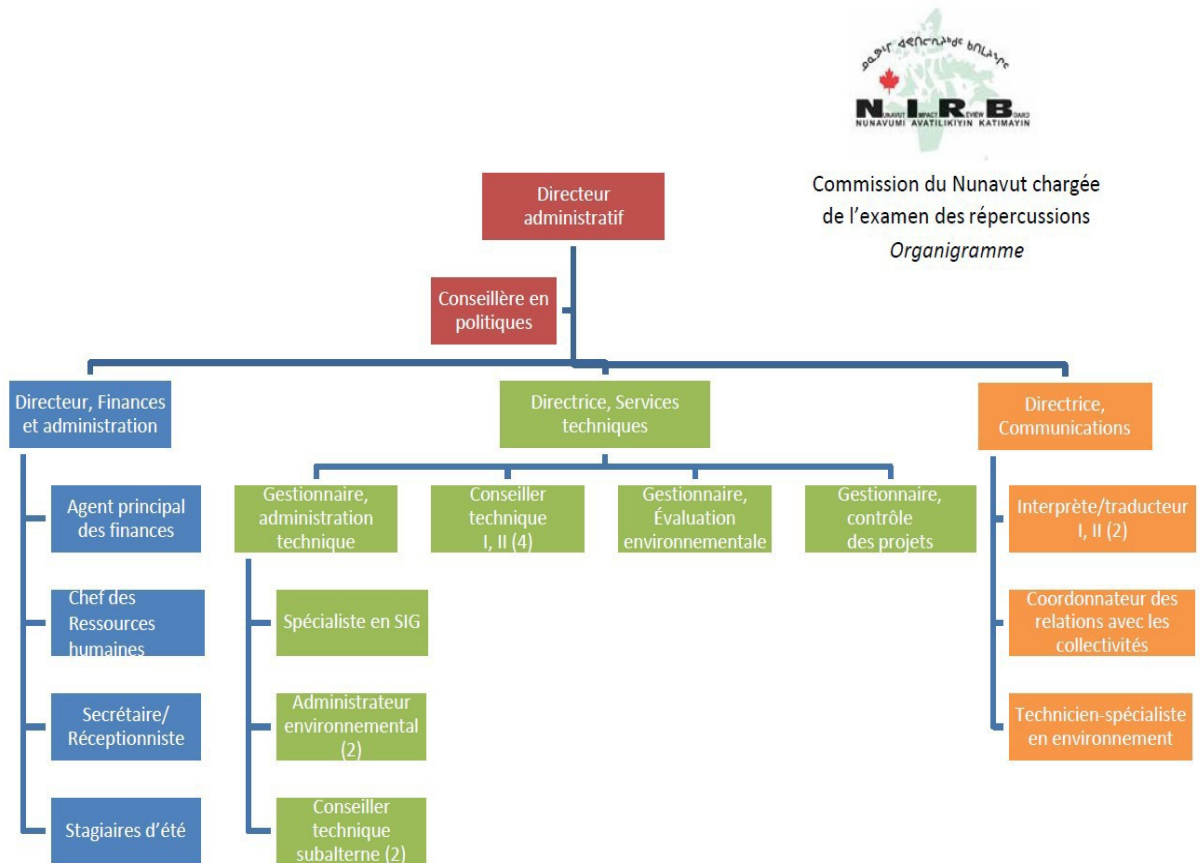 NUNAVUT IMPACT REVIEW BOARD
NUNAVUMI AVATILIKIYIN KATIMAYIN
Commission du Nunavut chargée
de l'examen des répercussions
Organigramme
Directeur
administratif
Conseillère en
politiques
Directeur, Finances
et administration
Directrice, Services
techniques
Directrice,
Communications
Agent principal
des finances
Chef des
Ressources
humaines
Secrétaire/
Réceptionniste
Stagiaires d'été
Gestionnaire,
administration
technique
Conseiller
technique
I, II (4)
Gestionnaire,
Évaluation
environnementale
Gestionnaire,
contrôle
des projets
Spécialiste en SIG
Administrateur
environnemental
(2)
Conseiller
technique
subalterne (2)
Interprète/traducteur
I, II (2)
Coordonnateur des
relations avec les
collectivités
Technicien-spécialiste
en environnement